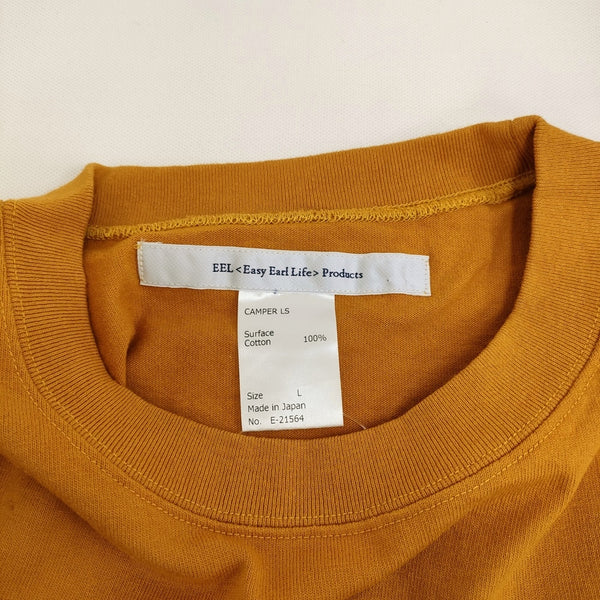 EEL <Easy Earl Life> Products
CAMPER LS
Surface
Cotton 100%
Size L
Made in Japan
No. E-21564